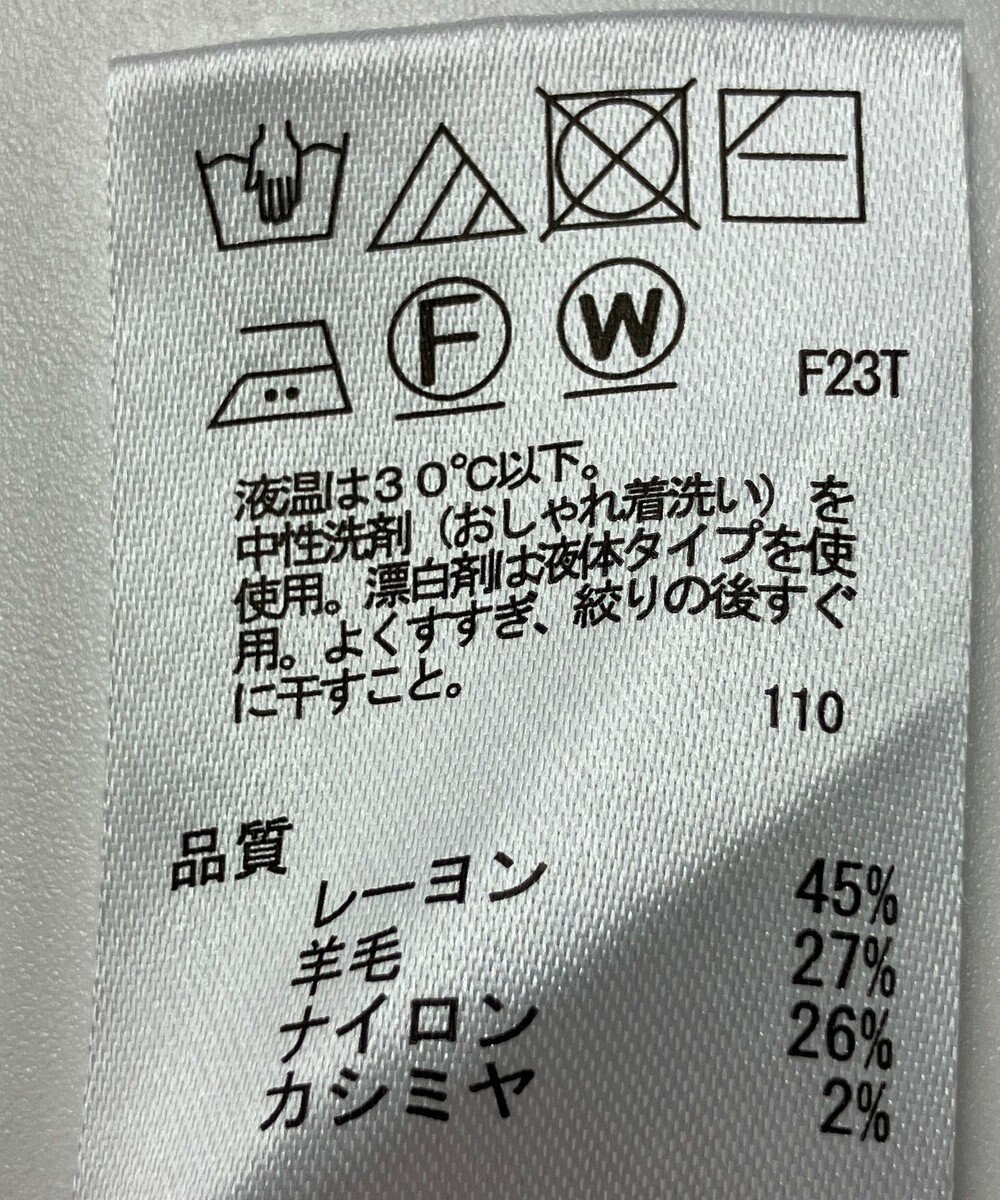 F
W
F23T
液温は30℃以下。
中性洗剤（おしゃれ着洗い）を
使用。漂白剤は液体タイプを使
用。よくすすぎ、絞りの後すぐ
に干すこと。
110
品質
レーヨン 45%
羊毛 27%
ナイロン 26%
カシミヤ 2%